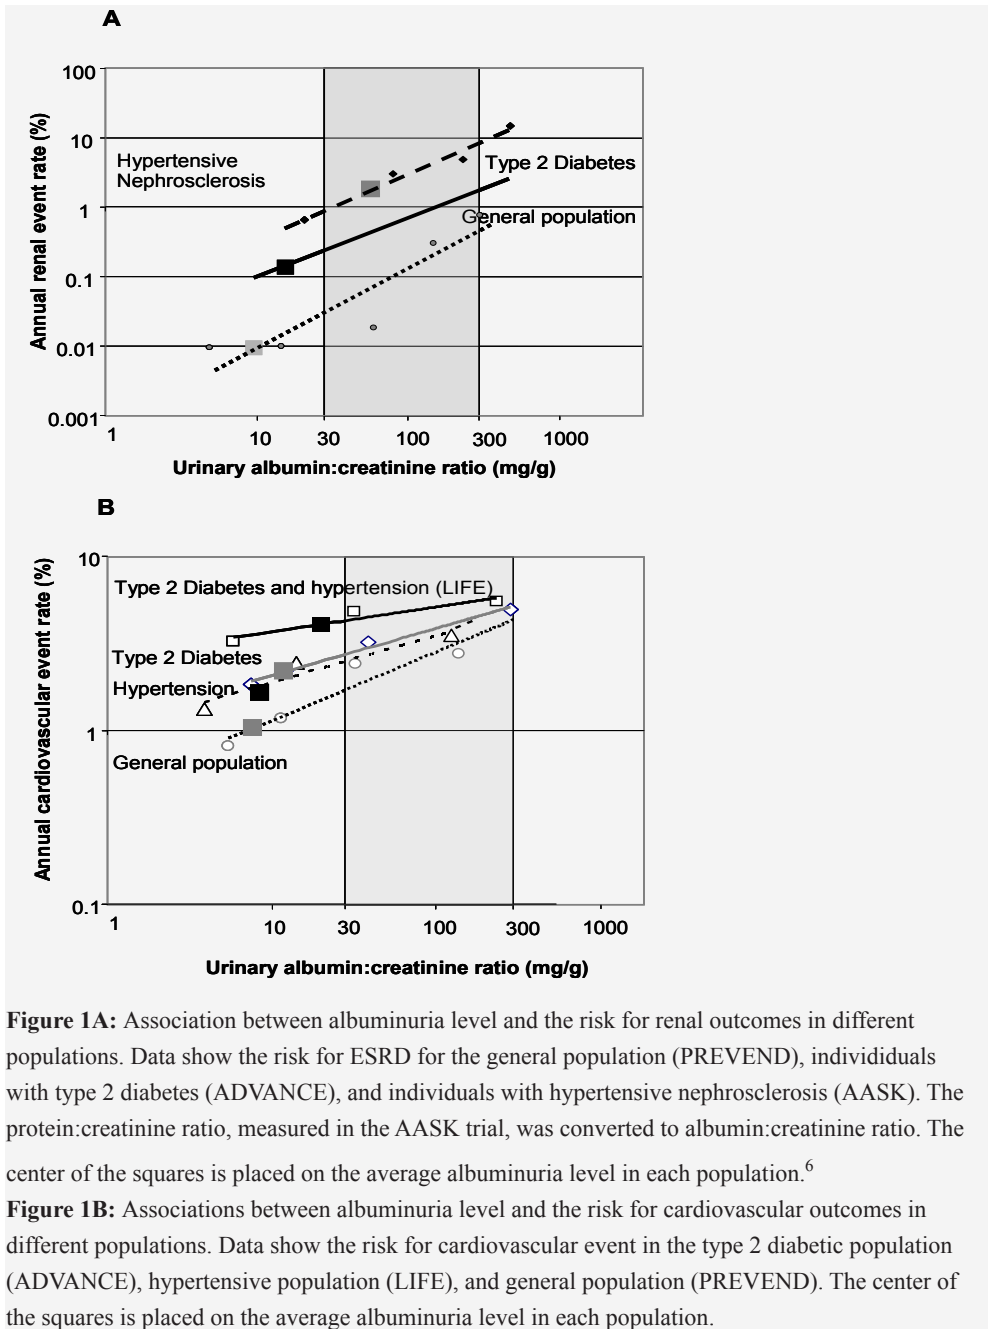 A
100
10
1
0.1
0.01
0.001
Annual renal event rate (%)
Hypertensive
Nephrosclerosis
Type 2 Diabetes
General population
1
10
30
100
300
1000
Urinary albumin:creatinine ratio (mg/g)
B
10
1
0.1
Annual cardiovascular event rate (%)
Type 2 Diabetes and hypertension (LIFE)
Type 2 Diabetes
Hypertension
General population
1
10
30
100
300
1000
Urinary albumin:creatinine ratio (mg/g)
Figure 1A: Association between albuminuria level and the risk for renal outcomes in different
populations. Data show the risk for ESRD for the general population (PREVEND), individiduals
with type 2 diabetes (ADVANCE), and individuals with hypertensive nephrosclerosis (AASK). The
protein:creatinine ratio, measured in the AASK trial, was converted to albumin:creatinine ratio. The
center of the squares is placed on the average albuminuria level in each population.6
Figure 1B: Associations between albuminuria level and the risk for cardiovascular outcomes in
different populations. Data show the risk for cardiovascular event in the type 2 diabetic population
(ADVANCE), hypertensive population (LIFE), and general population (PREVEND). The center of
the squares is placed on the average albuminuria level in each population.